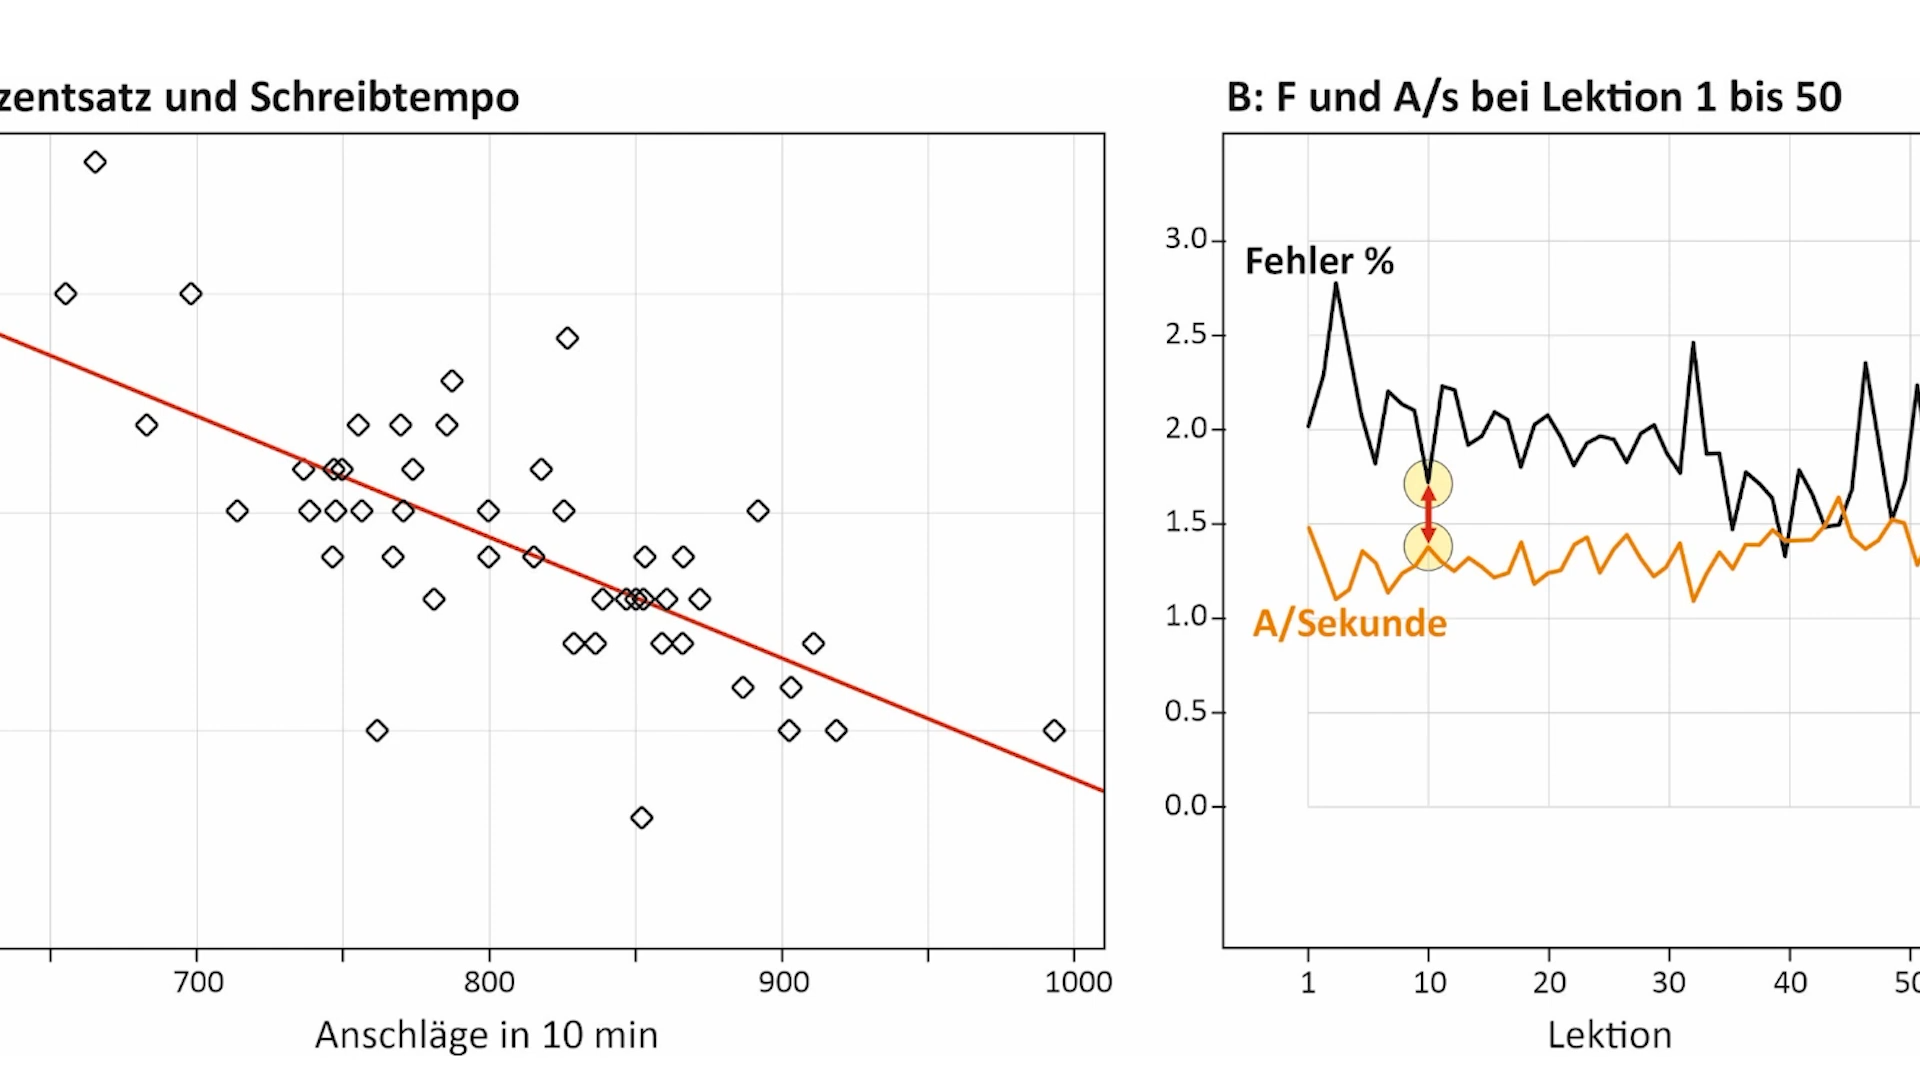 zentsatz und Schreibtempo
700
800
900
1000
Anschläge in 10 min
B: F und A/s bei Lektion 1 bis 50
3.0
Fehler %
2.5
2.0
1.5
1.0
A/Sekunde
0.5
0.0
1
10
20
30
40
50
Lektion